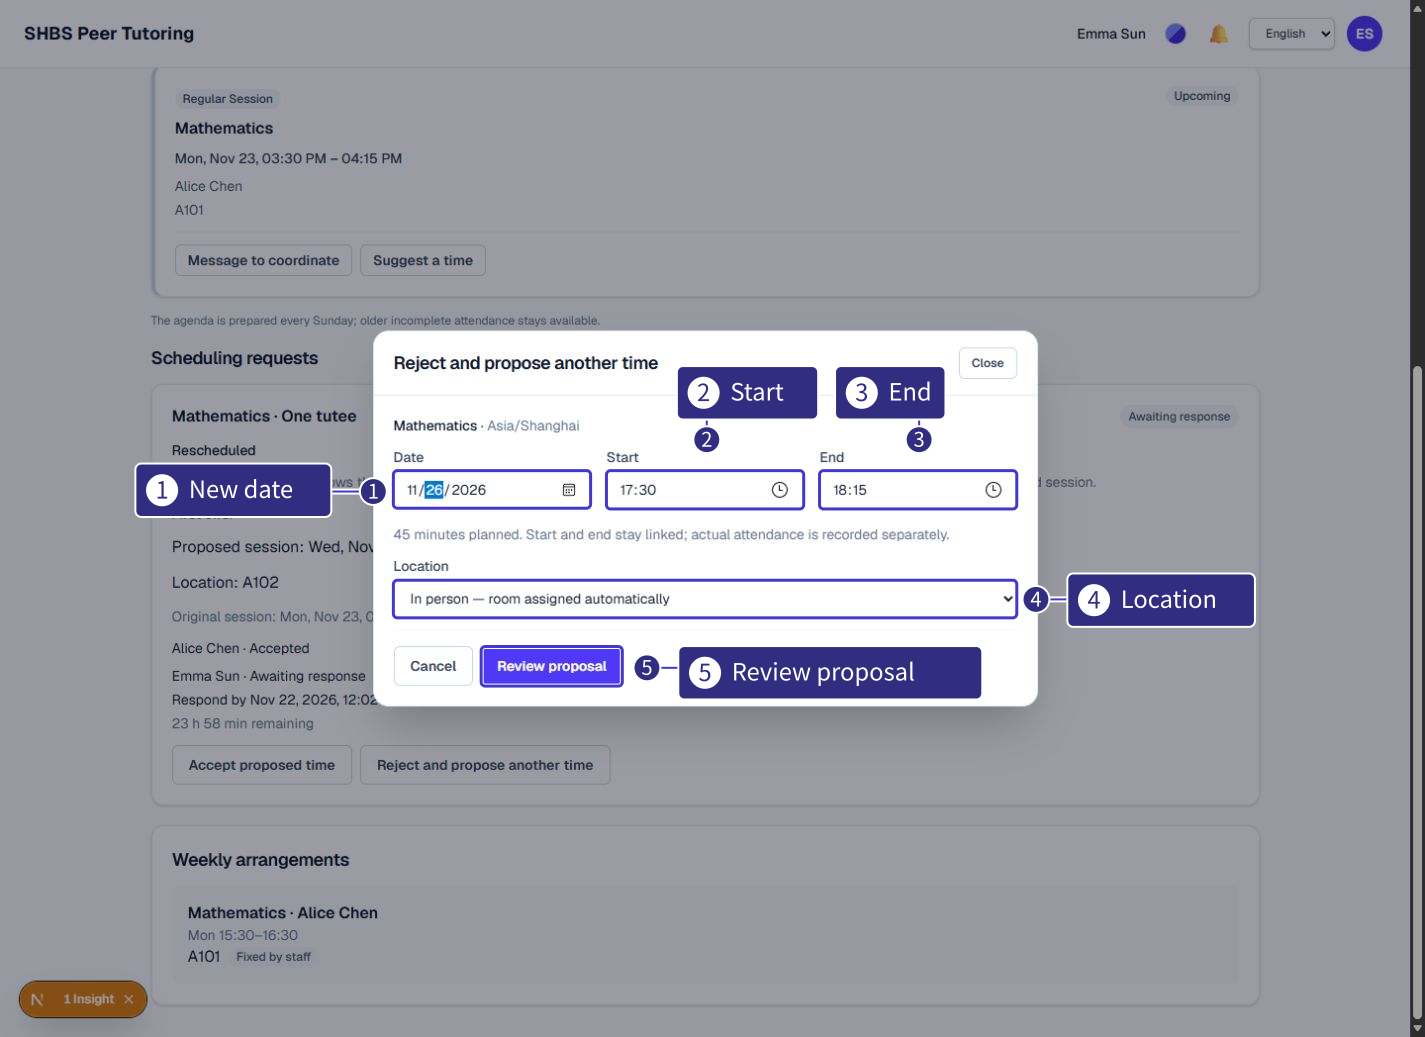 SHBS Peer Tutoring
Emma Sun
English
ES
Regular Session
Upcoming
Mathematics
Mon, Nov 23, 03:30 PM – 04:15 PM
Alice Chen
A101
Message to coordinate
Suggest a time
The agenda is prepared every Sunday; older incomplete attendance stays available.
Scheduling requests
Reject and propose another time
Close
2 Start
3 End
Mathematics · One tutee
Awaiting response
Mathematics · Asia/Shanghai
2
3
Rescheduled
Date
Start
End
1 New date
1
11/26/2026
17:30
18:15
d session.
45 minutes planned. Start and end stay linked; actual attendance is recorded separately.
Proposed session: Wed, Nov
Location
Location: A102
In person — room assigned automatically
4
4 Location
Original session: Mon, Nov 23, 0
Alice Chen · Accepted
Cancel
Review proposal
5
5 Review proposal
Emma Sun · Awaiting response
Respond by Nov 22, 2026, 12:02
23 h 58 min remaining
Accept proposed time
Reject and propose another time
Weekly arrangements
Mathematics · Alice Chen
Mon 15:30–16:30
A101
Fixed by staff
N
1 Insight